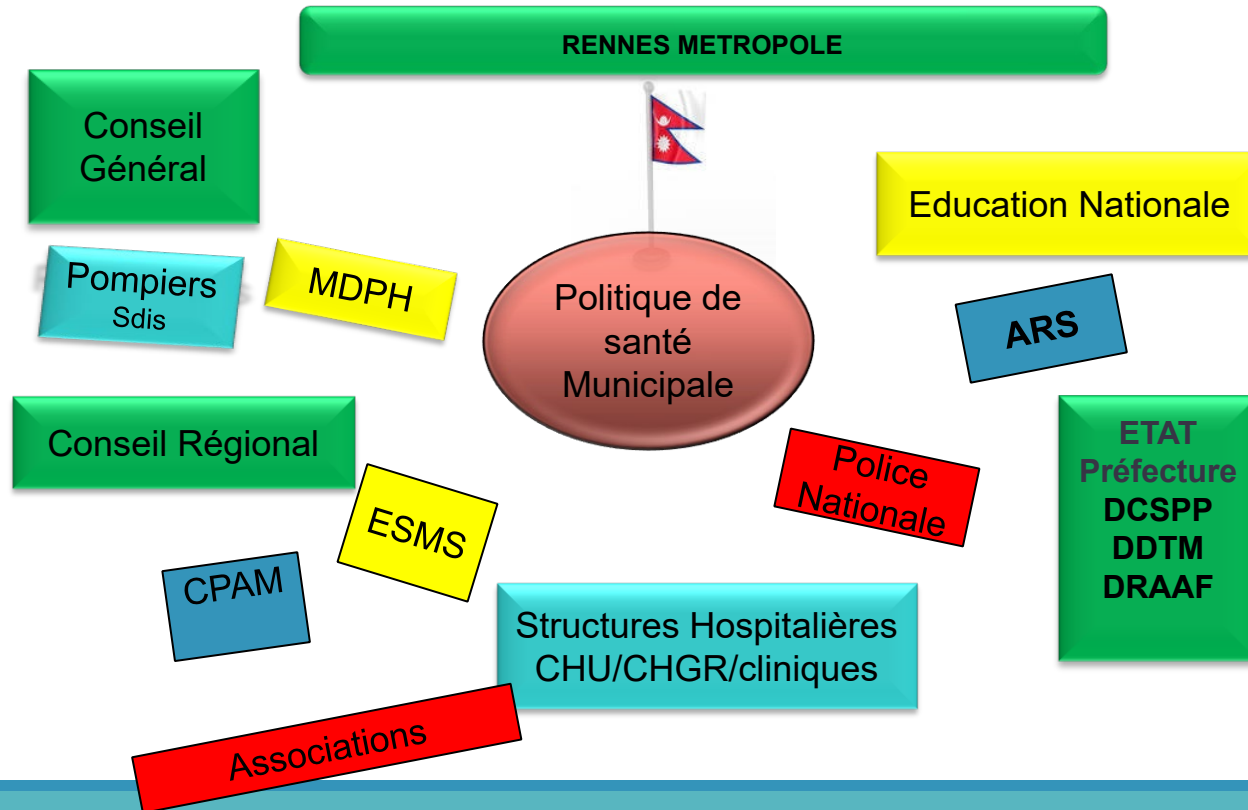 RENNES METROPOLE
Conseil
Général
Education Nationale
Pompiers
Sdis
MDPH
Politique de
santé
Municipale
ARS
Conseil Régional
ETAT
Préfecture
DCSPP
DDTM
DRAAF
Police
Nationale
ESMS
CPAM
Structures Hospitalières
CHU/CHGR/cliniques
Associations